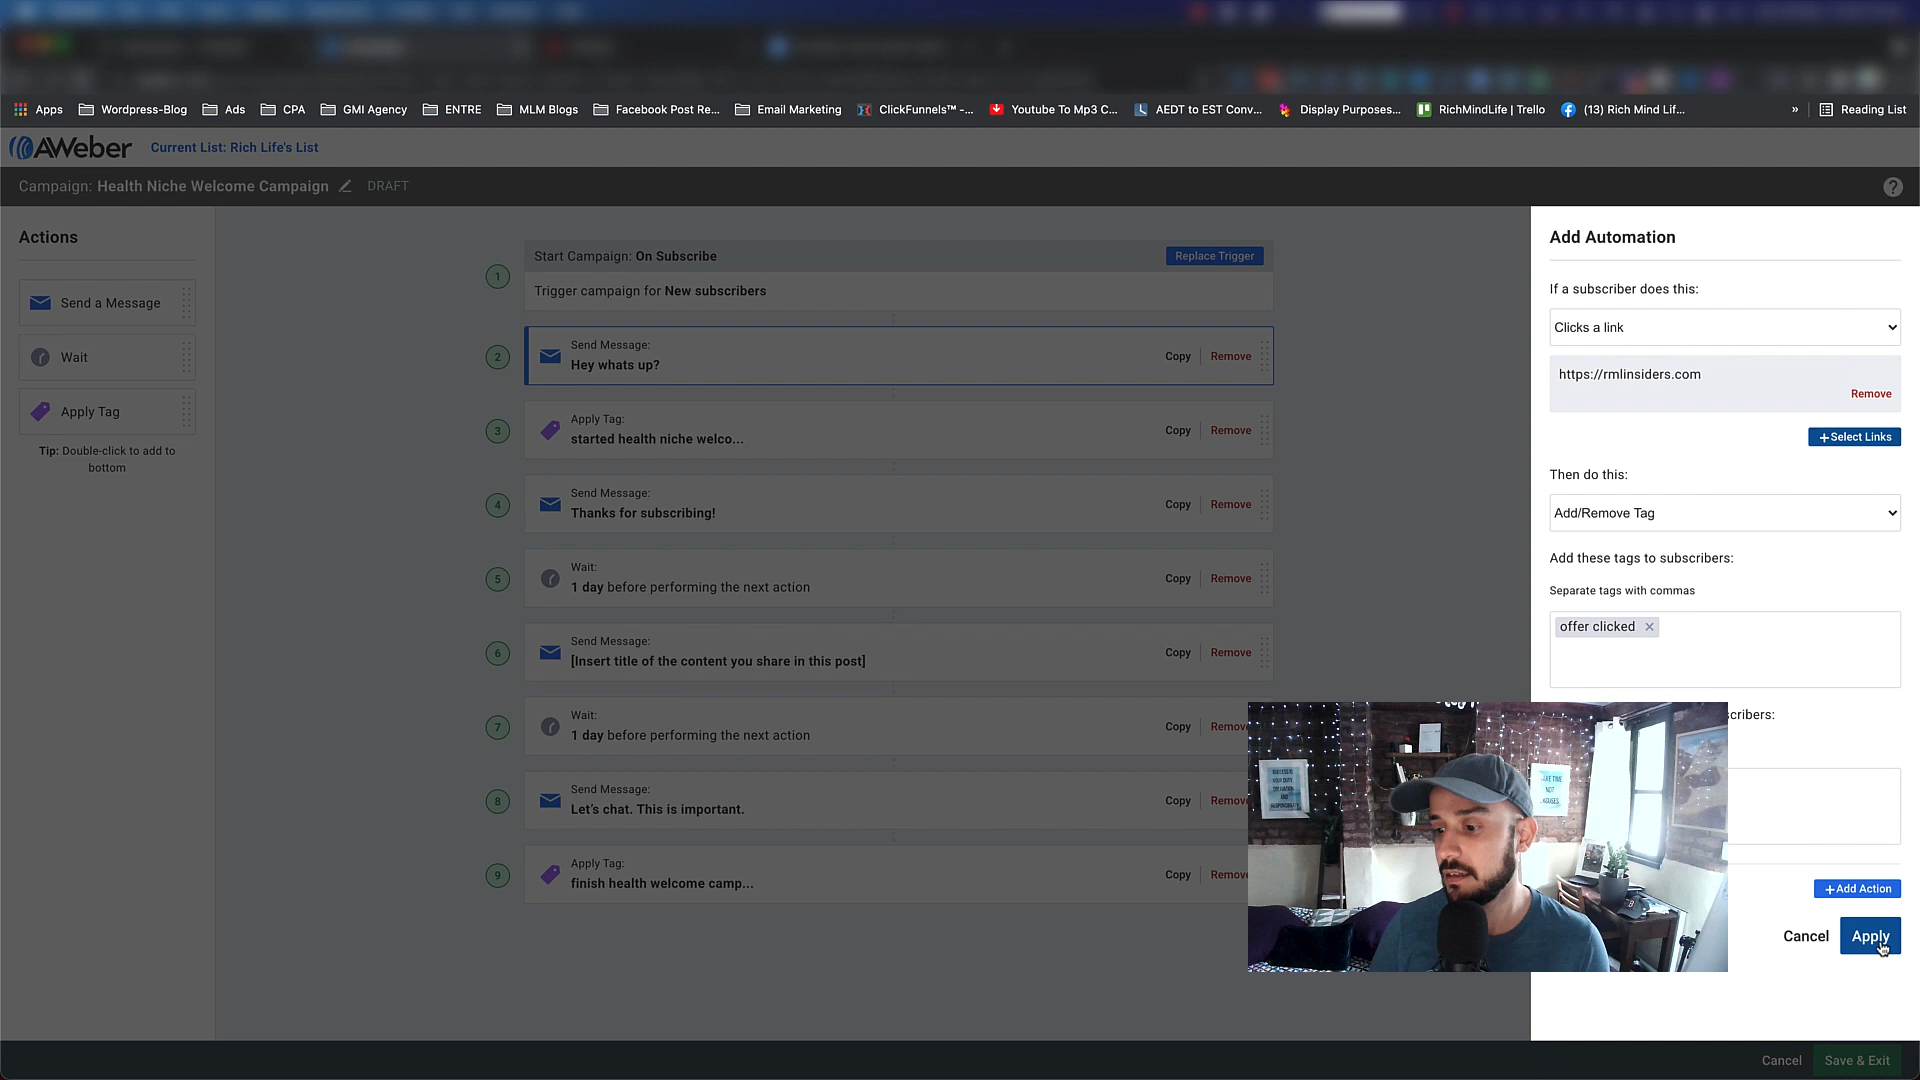 Apps
Wordpress-Blog
Ads
CPA
GMI Agency
ENTRE
MLM Blogs
Facebook Post Re...
Email Marketing
ClickFunnels™ -...
Youtube To Mp3 C...
AEDT to EST Conv...
Display Purposes...
RichMindLife | Trello
(13) Rich Mind Lif...
»
Reading List
AWeber
Current List: Rich Life's List
Campaign: Health Niche Welcome Campaign
DRAFT
?
Actions
Send a Message
Wait
Apply Tag
Tip: Double-click to add to
bottom
1
Start Campaign: On Subscribe
Replace Trigger
Trigger campaign for New subscribers
2
Send Message:
Hey whats up?
Copy
Remove
3
Apply Tag:
started health niche welco...
Copy
Remove
4
Send Message:
Thanks for subscribing!
Copy
Remove
5
Wait:
1 day before performing the next action
Copy
Remove
6
Send Message:
[Insert title of the content you share in this post]
Copy
Remove
7
Wait:
1 day before performing the next action
Copy
Remove
8
Send Message:
Let's chat. This is important.
Copy
Remove
9
Apply Tag:
finish health welcome camp...
Copy
Remove
Add Automation
If a subscriber does this:
Clicks a link
https://rmlinsiders.com
Remove
+Select Links
Then do this:
Add/Remove Tag
Add these tags to subscribers:
Separate tags with commas
offer clicked
scribers:
+Add Action
Cancel
Apply
Cancel
Save & Exit